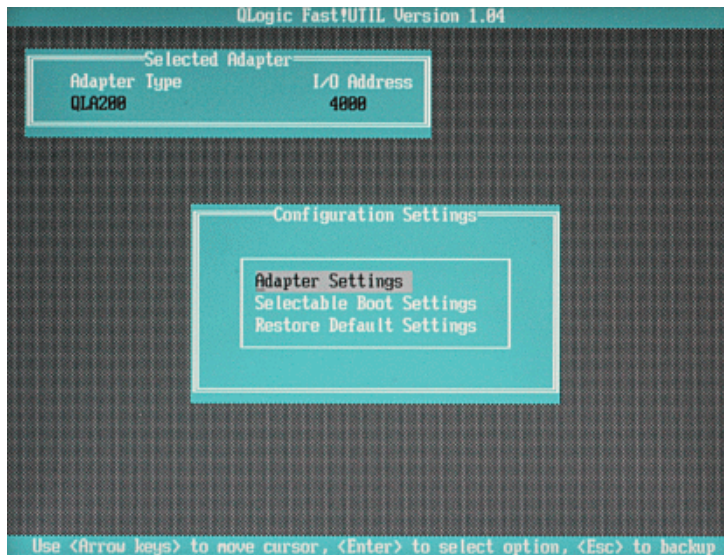 QLogic Fast!UTIL Version 1.04
Selected Adapter
Adapter Type I/O Address
QLA200 4000
Configuration Settings
Adapter Settings
Selectable Boot Settings
Restore Default Settings
Use <Arrow keys> to move cursor, <Enter> to select option, <Esc> to backup